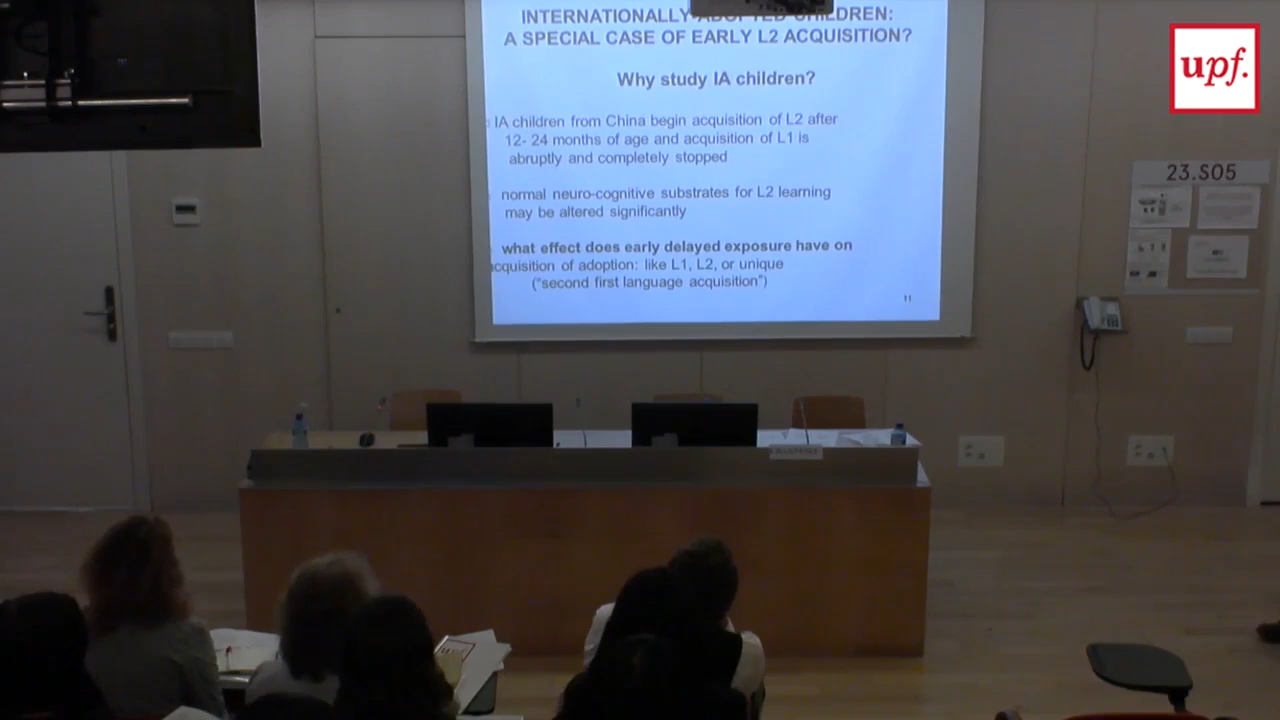 INTERNATIONALLY ADOPTED CHILDREN:
A SPECIAL CASE OF EARLY L2 ACQUISITION?
Why study IA children?
IA children from China begin acquisition of L2 after
12- 24 months of age and acquisition of L1 is
abruptly and completely stopped
normal neuro-cognitive substrates for L2 learning
may be altered significantly
what effect does early delayed exposure have on
acquisition of adoption: like L1, L2, or unique
("second first language acquisition")
11
upf.
23.S05